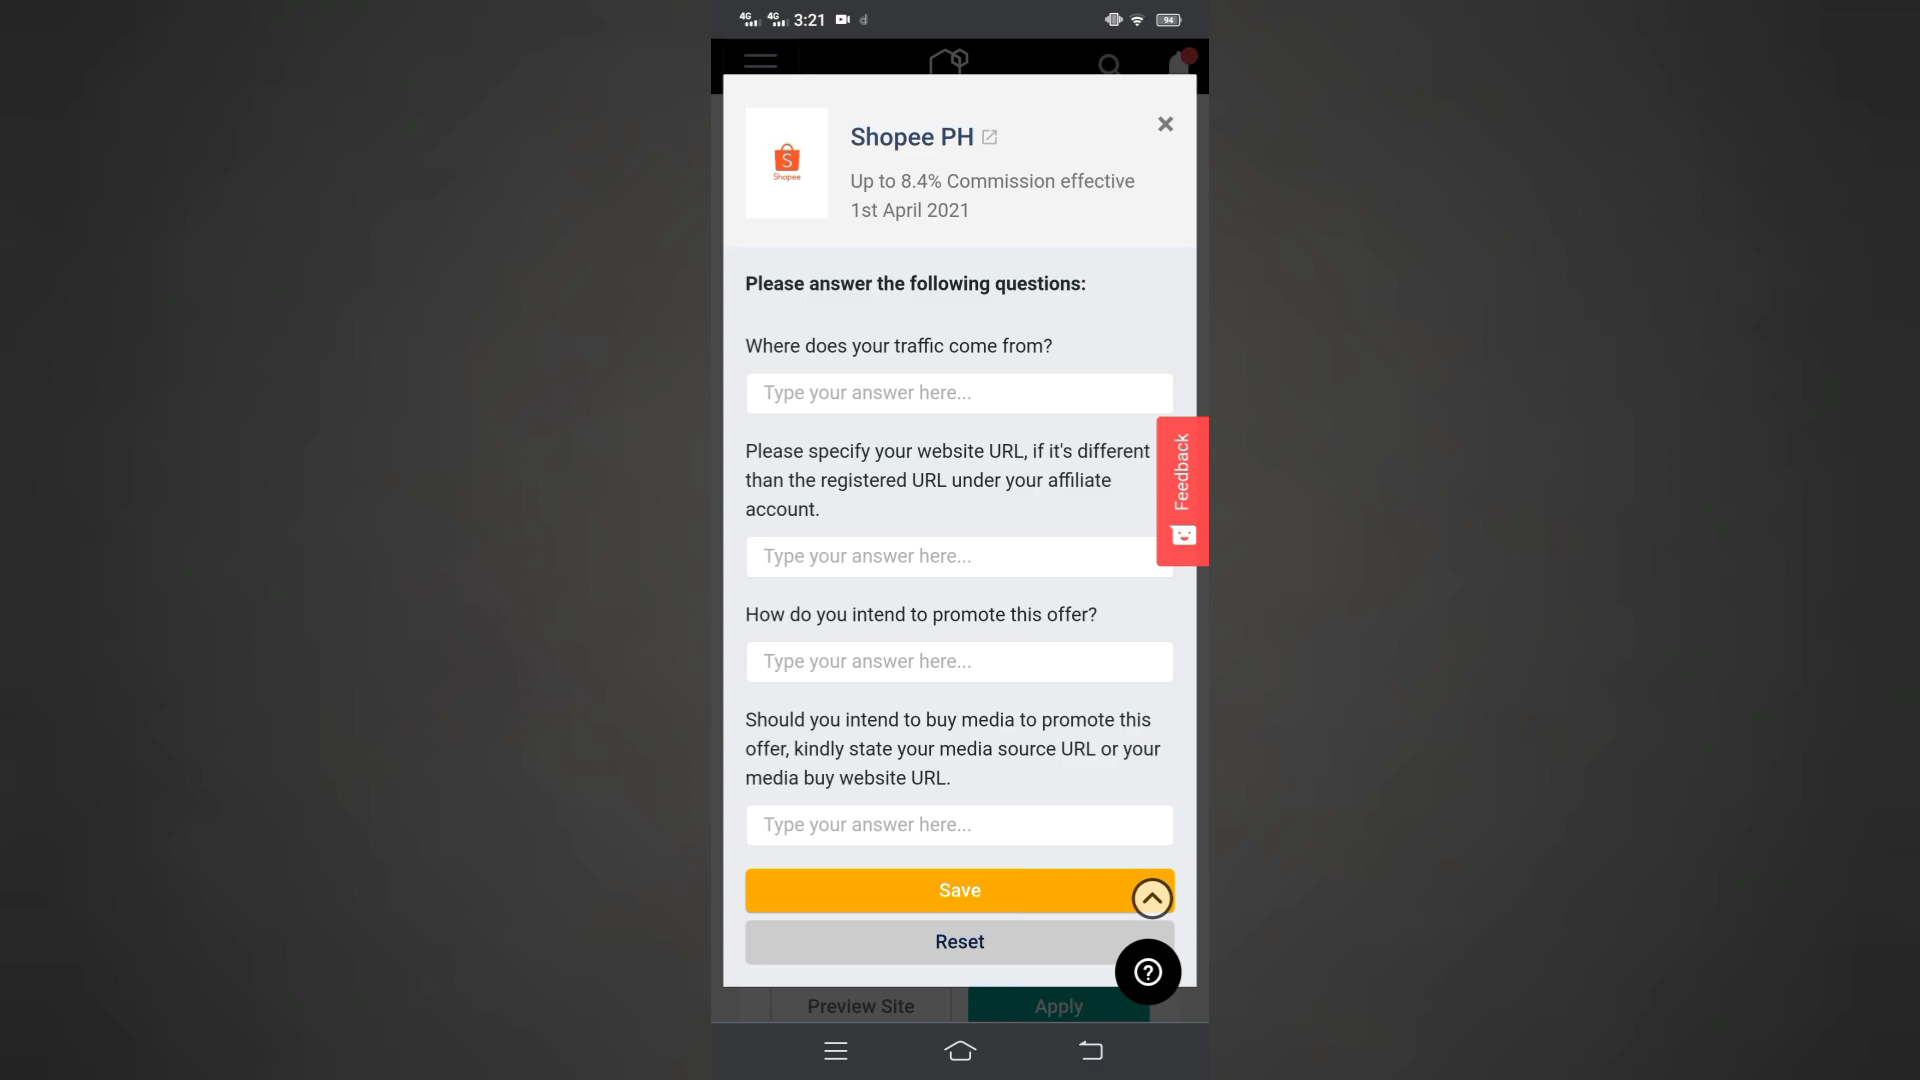 4G 4G 3:21 d 94
Shopee PH
S
Shopee
Up to 8.4% Commission effective
1st April 2021
Please answer the following questions:
Where does your traffic come from?
Type your answer here...
Please specify your website URL, if it's different
than the registered URL under your affiliate
account.
Feedback
Type your answer here...
How do you intend to promote this offer?
Type your answer here...
Should you intend to buy media to promote this
offer, kindly state your media source URL or your
media buy website URL.
Type your answer here...
Save
Reset
Preview Site Apply